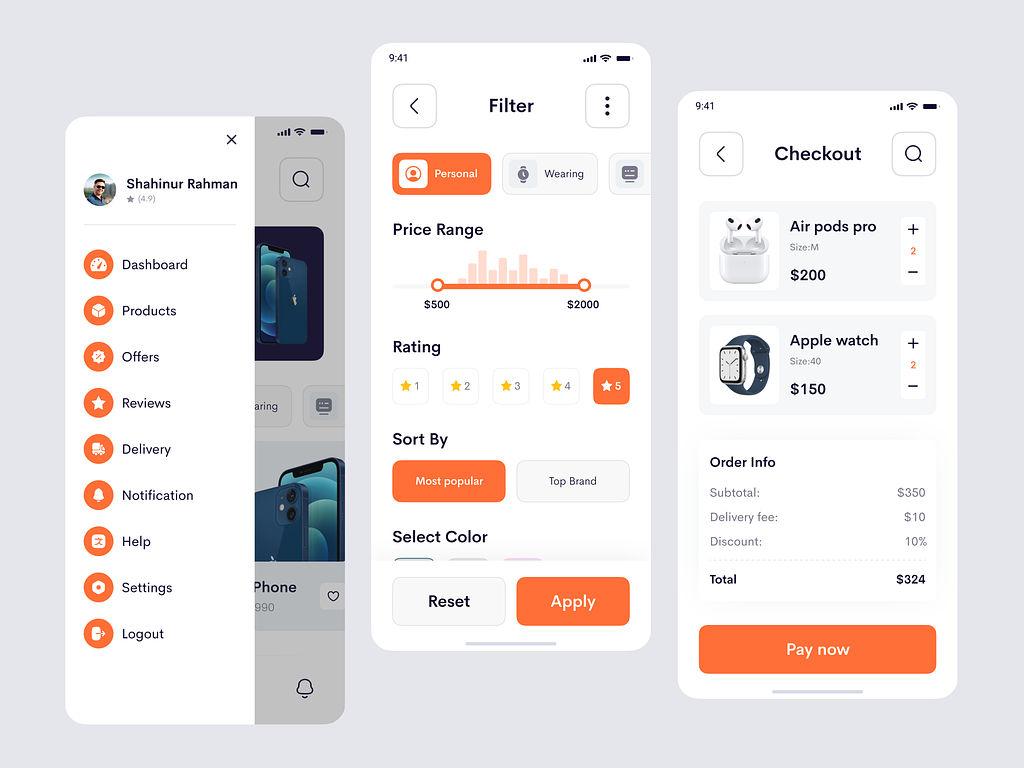 Shahinur Rahman
(4.9)
Dashboard
Products
Offers
Reviews
Delivery
Notification
Help
Settings
Logout
aring
Phone
990
9:41
Filter
Personal
Wearing
Price Range
$500
$2000
Rating
1
2
3
4
5
Sort By
Most popular
Top Brand
Select Color
Reset
Apply
9:41
Checkout
Air pods pro
Size:M
$200
+
2
−
Apple watch
Size:40
$150
+
2
−
Order Info
Subtotal: $350
Delivery fee: $10
Discount: 10%
Total $324
Pay now